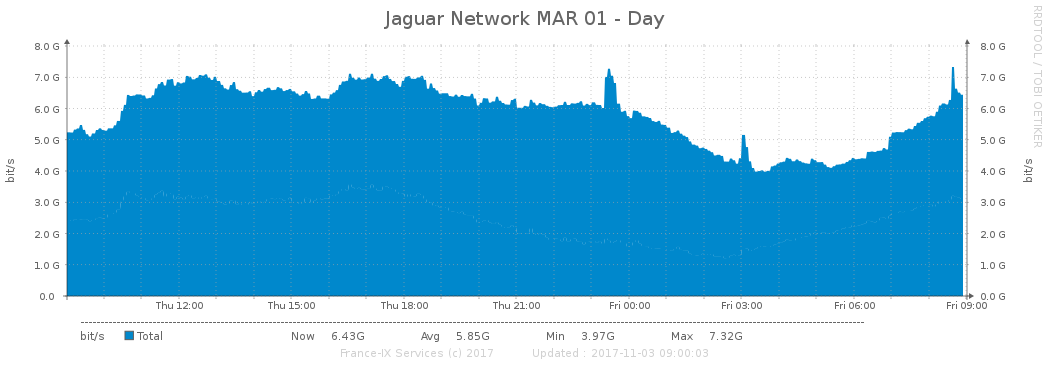 Jaguar Network MAR 01 - Day
RRDTOOL / TOBI OETIKER
bit/s
bit/s
8.0 G 8.0 G
7.0 G 7.0 G
6.0 G 6.0 G
5.0 G 5.0 G
4.0 G 4.0 G
3.0 G 3.0 G
2.0 G 2.0 G
1.0 G 1.0 G
0.0 0.0 G
Thu 12:00 Thu 15:00 Thu 18:00 Thu 21:00 Fri 00:00 Fri 03:00 Fri 06:00 Fri 09:00
bit/s Total Now 6.43G Avg 5.85G Min 3.97G Max 7.32G
France-IX Services (c) 2017 Updated : 2017-11-03 09:00:03